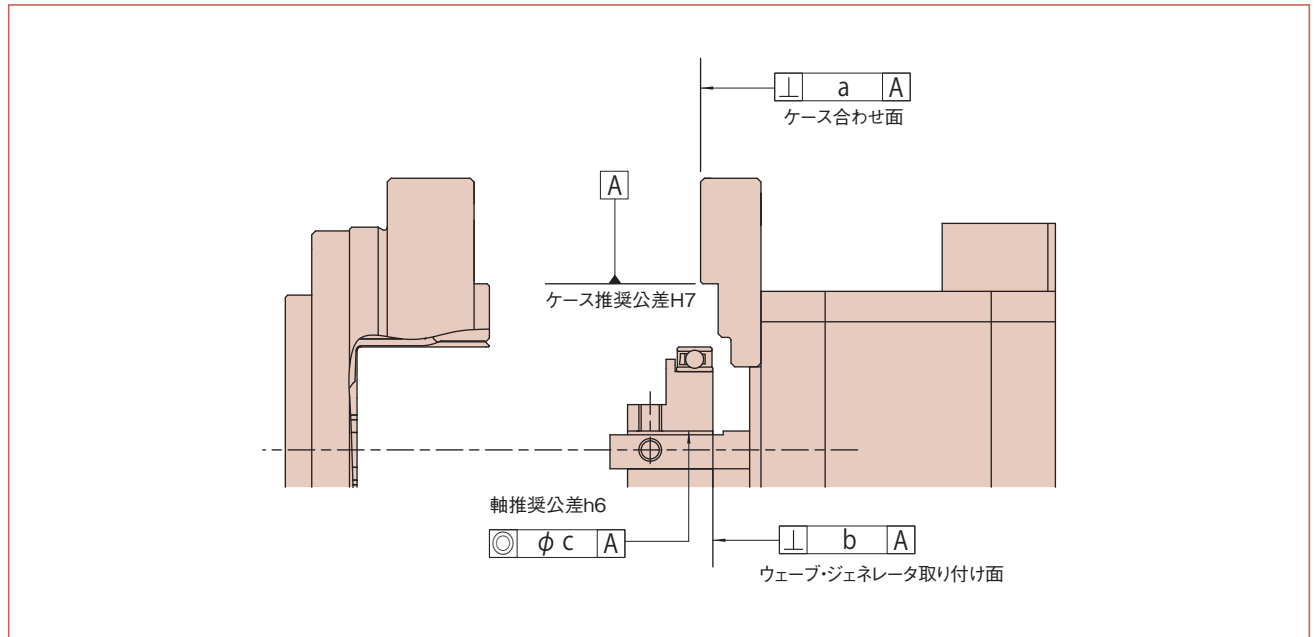 ⊥ a A
ケース合わせ面
A
ケース推奨公差H7
軸推奨公差h6
◎ φc A
⊥ b A
ウェーブ・ジェネレータ取り付け面